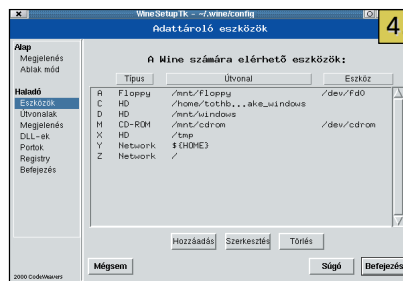 WineSetupTk - ~/.wine/config
4
Adattároló eszközök
Alap
Megjelenés
Ablak mód
Haladó
Eszközök
Útvonalak
Megjelenés
DLL-ek
Portok
Registry
Befejezés
A Wine számára elérhető eszközök:
Típus Útvonal Eszköz
A Floppy /mnt/floppy /dev/fd0
C HD /home/tothb...ake_windows
D HD /mnt/windows
M CD-ROM /mnt/cdrom /dev/cdrom
X HD /tmp
Y Network ${HOME}
Z Network /
Hozzáadás Szerkesztés Törlés
Mégsem Súgó Befejezés
2000 CodeWeavers